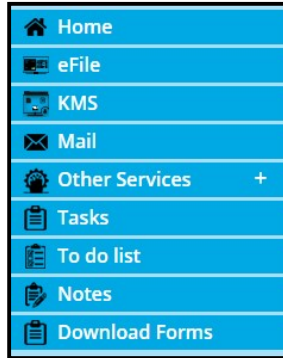 Home
eFile
KMS
Mail
Other Services +
Tasks
To do list
Notes
Download Forms